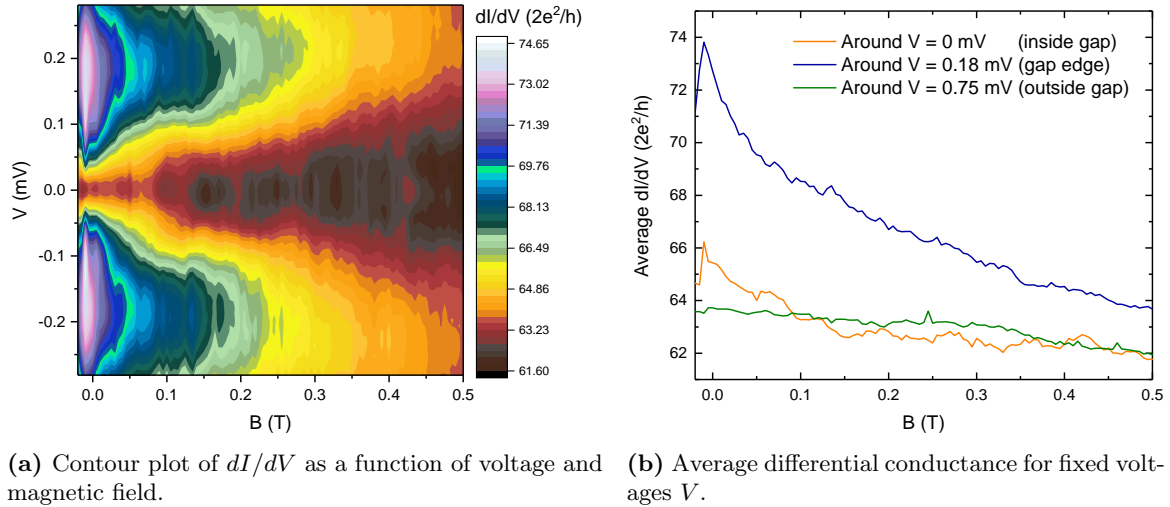 dI/dV (2e²/h)
0.2
0.1
0.0
-0.1
-0.2
V (mV)
0.0 0.1 0.2 0.3 0.4 0.5
B (T)
74.65
73.02
71.39
69.76
68.13
66.49
64.86
63.23
61.60
Around V = 0 mV (inside gap)
Around V = 0.18 mV (gap edge)
Around V = 0.75 mV (outside gap)
74
72
70
68
66
64
62
Average dI/dV (2e²/h)
0.0 0.1 0.2 0.3 0.4 0.5
B (T)
(a) Contour plot of dI/dV as a function of voltage and
magnetic field.
(b) Average differential conductance for fixed volt-
ages V.